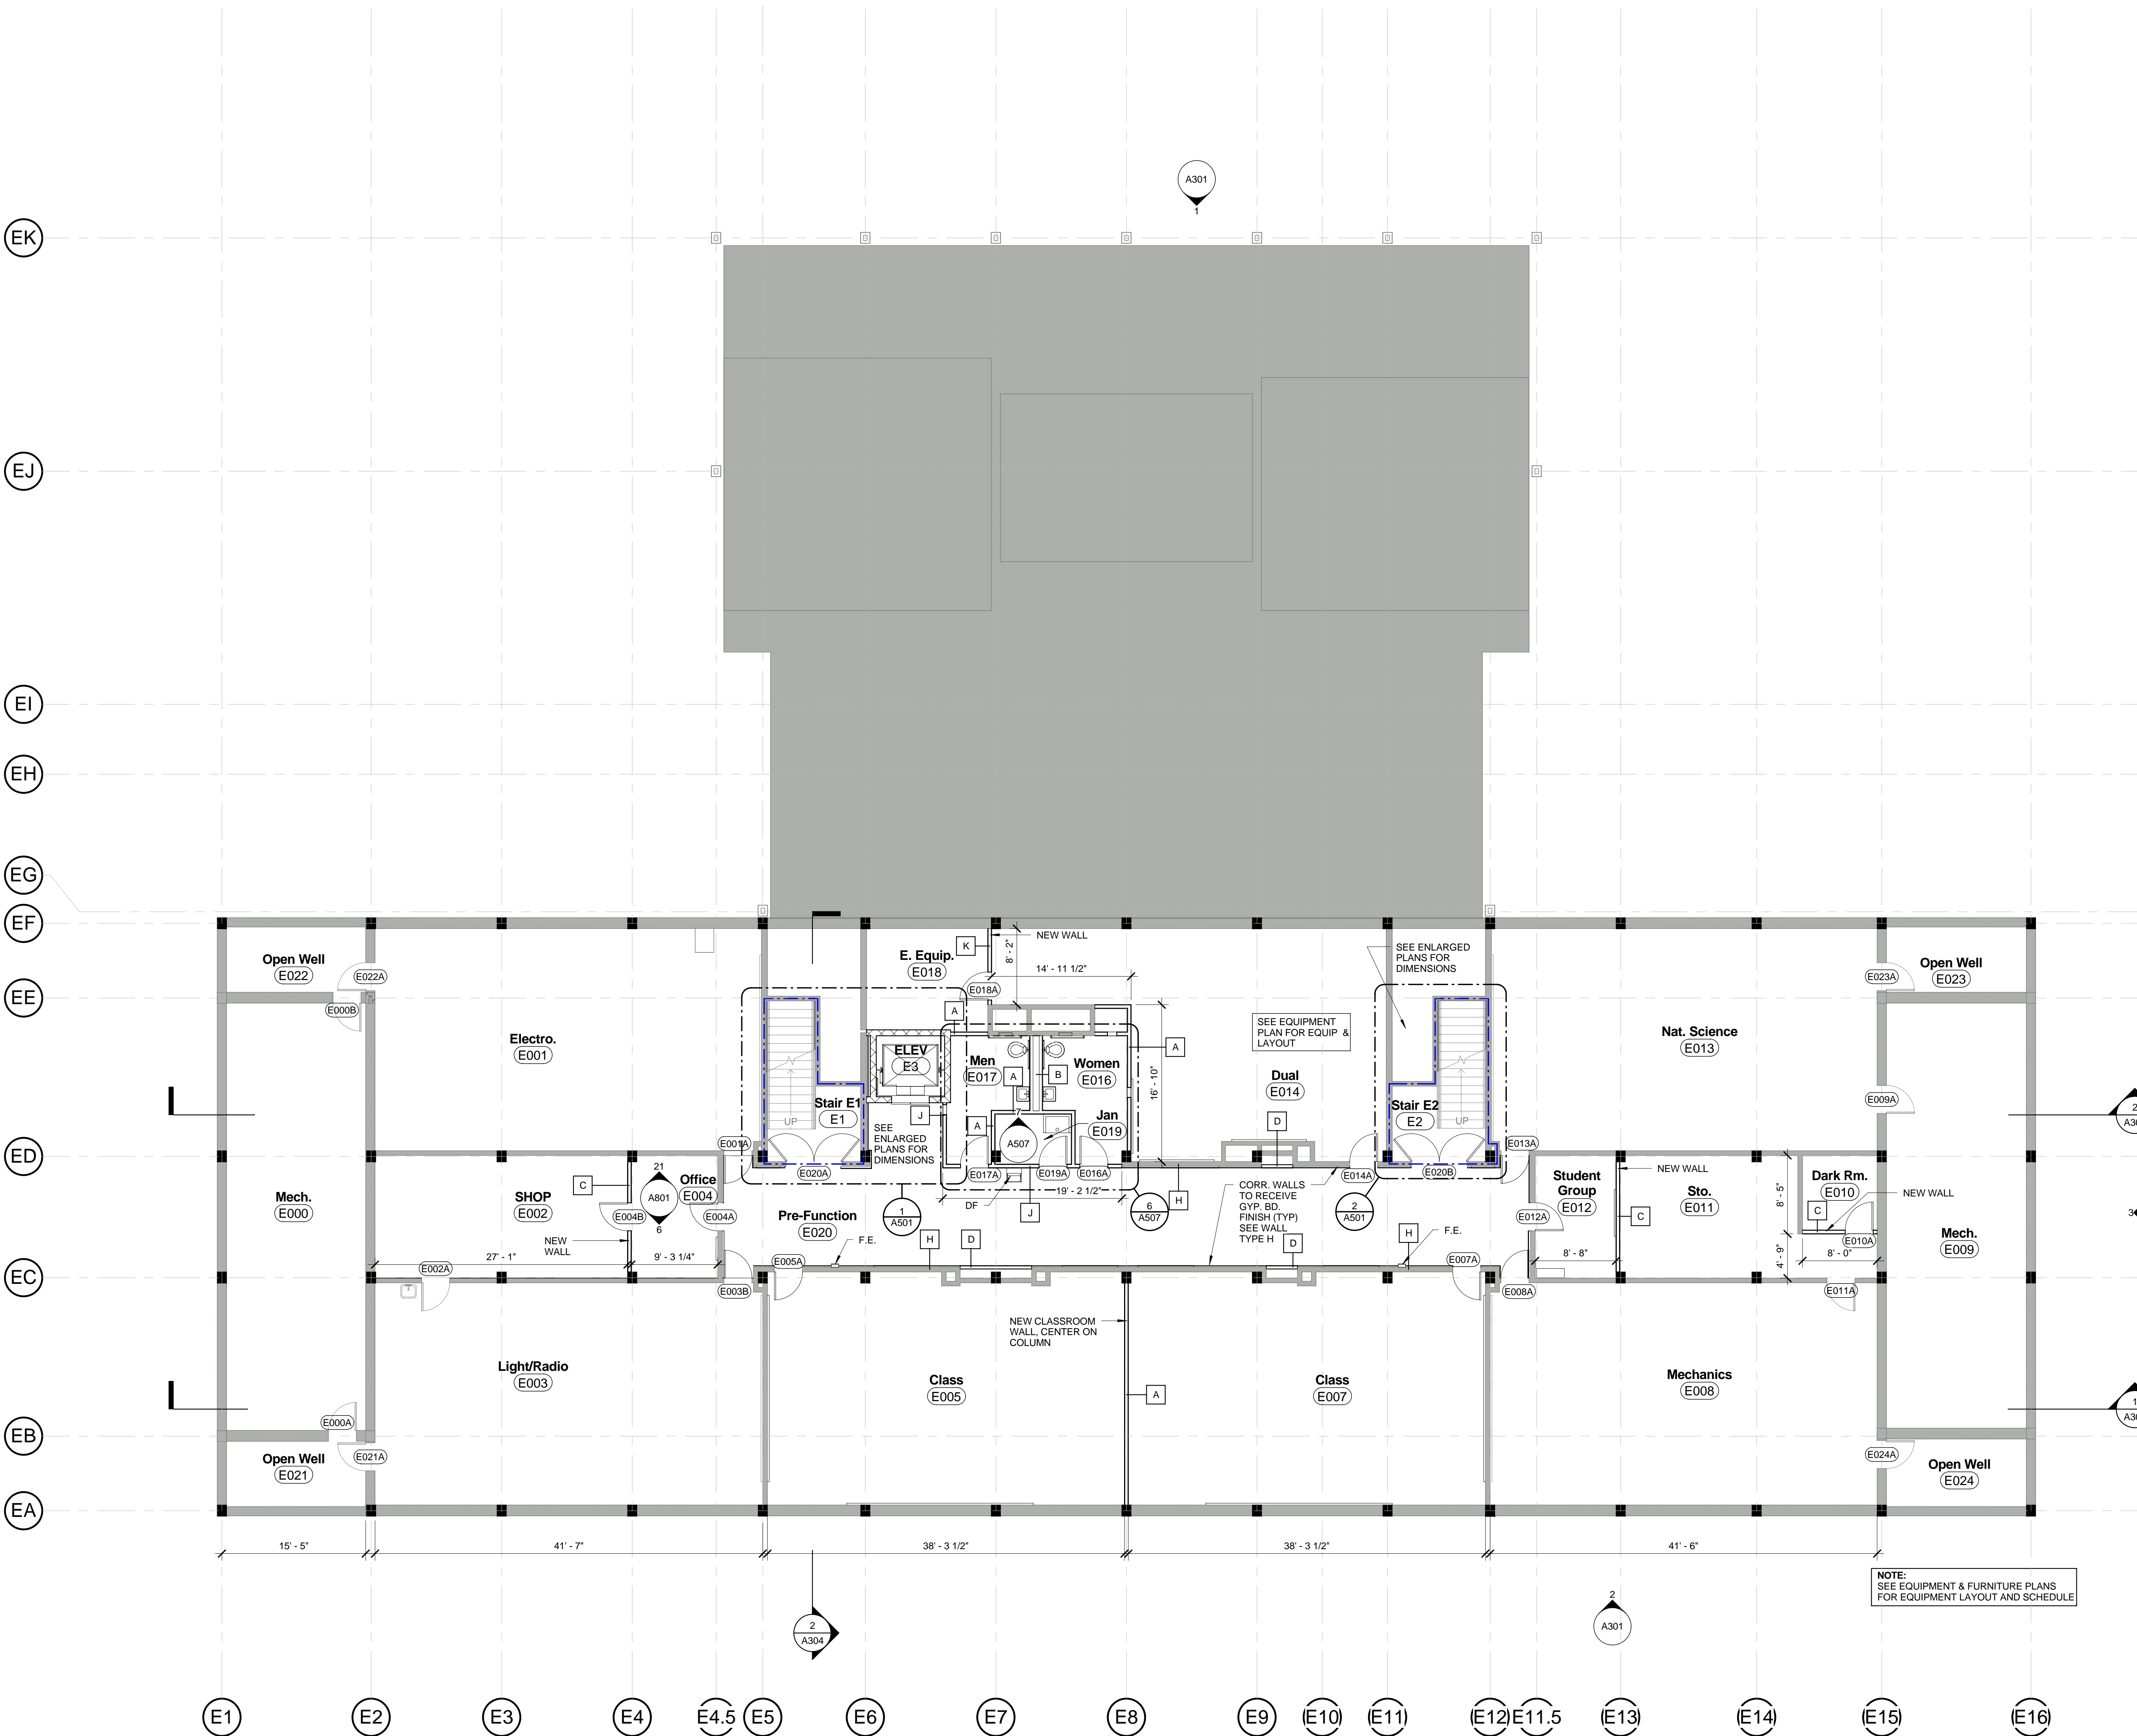 A301
1
EK
EJ
EI
EH
EG
EF
EE
ED
EC
EB
EA
Open Well
E022
E022A
E000B
Electro.
E001
E001A
Mech.
E000
E000A
Open Well
E021
E021A
SHOP
E002
E002A
C
NEW
WALL
27' - 1"
9' - 3 1/4"
21
A801
6
Office
E004
E004A
E004B
Light/Radio
E003
E003B
Stair E1
E1
UP
E020A
ELEV
E3
SEE
ENLARGED
PLANS FOR
DIMENSIONS
J
E. Equip.
E018
E018A
K
NEW WALL
8' - 2"
14' - 11 1/2"
A
Men
E017
E017A
A
A
B
Women
E016
E016A
7
A507
Jan
E019
E019A
16' - 10"
A
19' - 2 1/2"
DF
J
6
A507
H
1
A501
Pre-Function
E020
F.E.
H
D
E005A
SEE EQUIPMENT
PLAN FOR EQUIP &
LAYOUT
Dual
E014
E014A
D
CORR. WALLS
TO RECEIVE
GYP. BD.
FINISH (TYP)
SEE WALL
TYPE H
D
2
A501
H
F.E.
E007A
SEE ENLARGED
PLANS FOR
DIMENSIONS
Stair E2
E2
UP
E020B
E013A
Nat. Science
E013
Student
Group
E012
E012A
8' - 8"
NEW WALL
C
Sto.
E011
E011A
8' - 5"
4' - 9"
Dark Rm.
E010
C
NEW WALL
E010A
8' - 0"
E008A
Mechanics
E008
NEW CLASSROOM
WALL, CENTER ON
COLUMN
A
Class
E005
Class
E007
Open Well
E023
E023A
E009A
Mech.
E009
Open Well
E024
E024A
2
3
1
15' - 5"
41' - 7"
38' - 3 1/2"
38' - 3 1/2"
41' - 6"
NOTE:
SEE EQUIPMENT & FURNITURE PLANS
FOR EQUIPMENT LAYOUT AND SCHEDULE
2
A304
2
A301
E1
E2
E3
E4
E4.5
E5
E6
E7
E8
E9
E10
E11
E12
E11.5
E13
E14
E15
E16